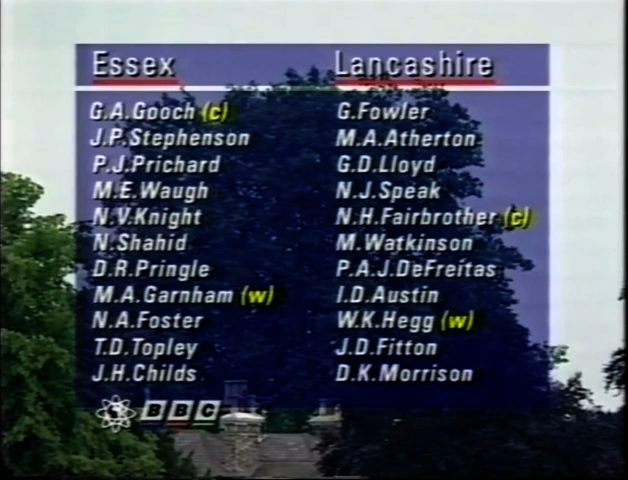 Essex
G.A.Gooch (c)
J.P.Stephenson
P.J.Prichard
M.E.Waugh
N.V.Knight
N.Shahid
D.R.Pringle
M.A.Garnham (w)
N.A.Foster
T.D.Topley
J.H.Childs
Lancashire
G.Fowler
M.A.Atherton
G.D.Lloyd
N.J.Speak
N.H.Fairbrother (c)
M.Watkinson
P.A.J.DeFreitas
I.D.Austin
W.K.Hegg (w)
J.D.Fitton
D.K.Morrison
BBC